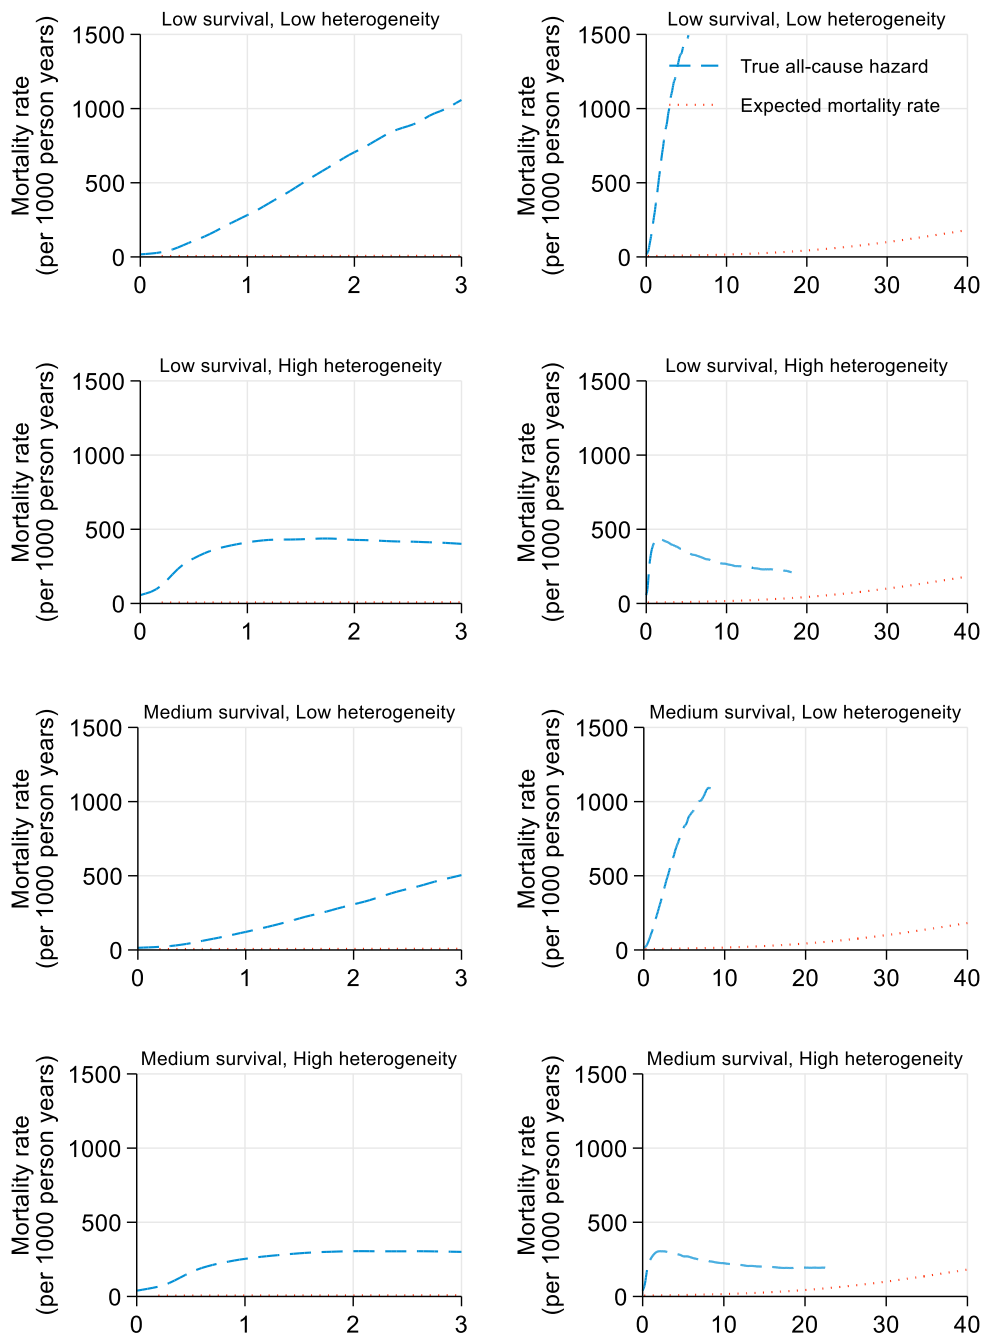 Low survival, Low heterogeneity
Mortality rate
(per 1000 person years)
1500
1000
500
0
0 1 2 3
Low survival, Low heterogeneity
Mortality rate
(per 1000 person years)
1500
1000
500
0
0 10 20 30 40
True all-cause hazard
Expected mortality rate
Low survival, High heterogeneity
Mortality rate
(per 1000 person years)
1500
1000
500
0
0 1 2 3
Low survival, High heterogeneity
Mortality rate
(per 1000 person years)
1500
1000
500
0
0 10 20 30 40
Medium survival, Low heterogeneity
Mortality rate
(per 1000 person years)
1500
1000
500
0
0 1 2 3
Medium survival, Low heterogeneity
Mortality rate
(per 1000 person years)
1500
1000
500
0
0 10 20 30 40
Medium survival, High heterogeneity
Mortality rate
(per 1000 person years)
1500
1000
500
0
0 1 2 3
Medium survival, High heterogeneity
Mortality rate
(per 1000 person years)
1500
1000
500
0
0 10 20 30 40